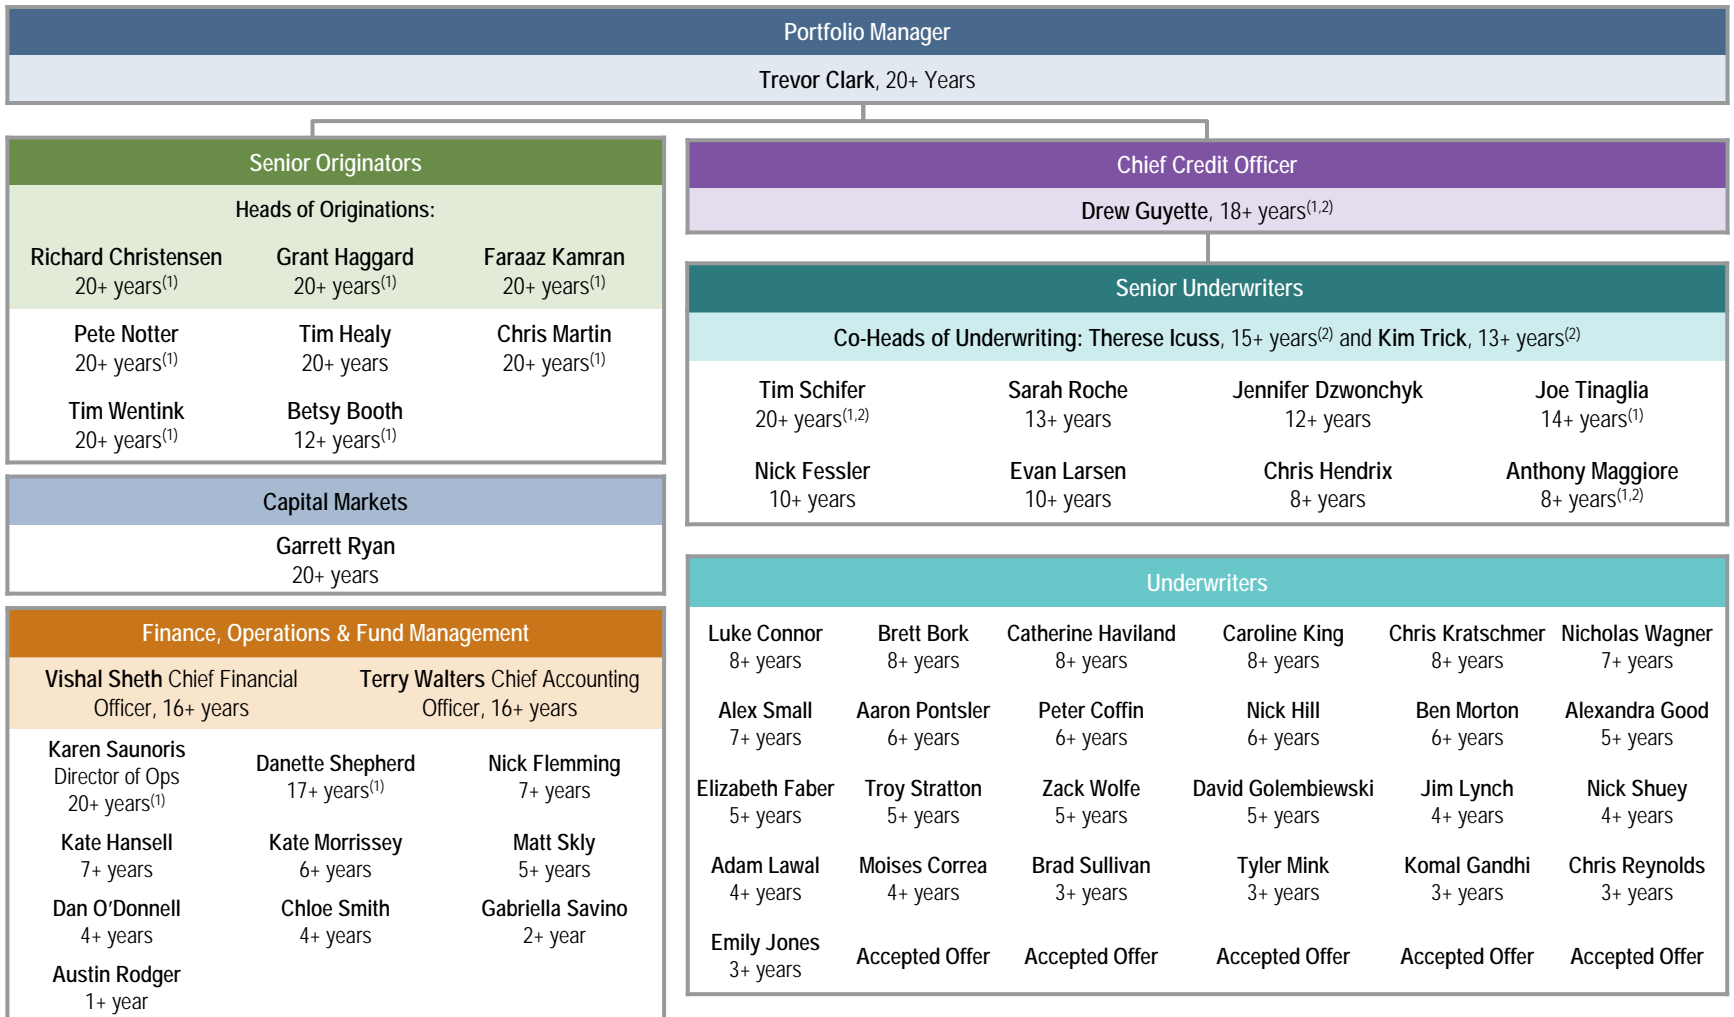 Portfolio Manager
Trevor Clark, 20+ Years
Senior Originators
Heads of Originations:
Richard Christensen
20+ years(1)
Grant Haggard
20+ years(1)
Faraaz Kamran
20+ years(1)
Pete Notter
20+ years(1)
Tim Healy
20+ years
Chris Martin
20+ years(1)
Tim Wentink
20+ years(1)
Betsy Booth
12+ years(1)
Capital Markets
Garrett Ryan
20+ years
Finance, Operations & Fund Management
Vishal Sheth Chief Financial
Officer, 16+ years
Terry Walters Chief Accounting
Officer, 16+ years
Karen Saunoris
Director of Ops
20+ years(1)
Danette Shepherd
17+ years(1)
Nick Flemming
7+ years
Kate Hansell
7+ years
Kate Morrissey
6+ years
Matt Skly
5+ years
Dan O'Donnell
4+ years
Chloe Smith
4+ years
Gabriella Savino
2+ year
Austin Rodger
1+ year
Chief Credit Officer
Drew Guyette, 18+ years(1,2)
Senior Underwriters
Co-Heads of Underwriting: Therese Icuss, 15+ years(2) and Kim Trick, 13+ years(2)
Tim Schifer
20+ years(1,2)
Sarah Roche
13+ years
Jennifer Dzwonchyk
12+ years
Joe Tinaglia
14+ years(1)
Nick Fessler
10+ years
Evan Larsen
10+ years
Chris Hendrix
8+ years
Anthony Maggiore
8+ years(1,2)
Underwriters
Luke Connor
8+ years
Brett Bork
8+ years
Catherine Haviland
8+ years
Caroline King
8+ years
Chris Kratschmer
8+ years
Nicholas Wagner
7+ years
Alex Small
7+ years
Aaron Pontsler
6+ years
Peter Coffin
6+ years
Nick Hill
6+ years
Ben Morton
6+ years
Alexandra Good
5+ years
Elizabeth Faber
5+ years
Troy Stratton
5+ years
Zack Wolfe
5+ years
David Golembiewski
5+ years
Jim Lynch
4+ years
Nick Shuey
4+ years
Adam Lawal
4+ years
Moises Correa
4+ years
Brad Sullivan
3+ years
Tyler Mink
3+ years
Komal Gandhi
3+ years
Chris Reynolds
3+ years
Emily Jones
3+ years
Accepted Offer
Accepted Offer
Accepted Offer
Accepted Offer
Accepted Offer